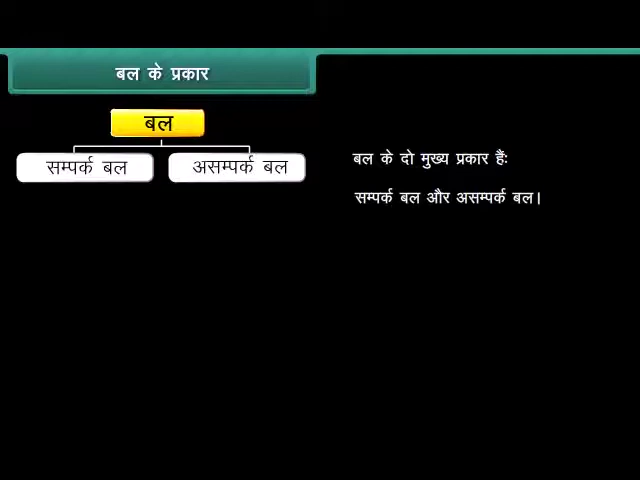 बल के प्रकार
बल
सम्पर्क बल
असम्पर्क बल
बल के दो मुख्य प्रकार हैंः
सम्पर्क बल और असम्पर्क बल।